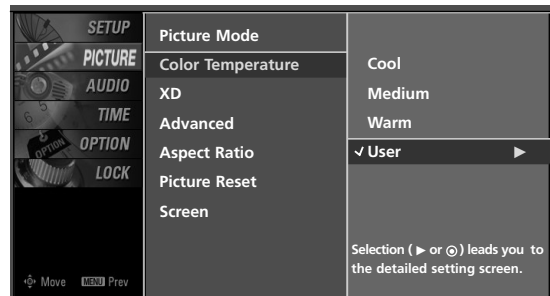 SETUP
PICTURE
AUDIO
TIME
OPTION
LOCK
Move MENU Prev
Picture Mode
Color Temperature
XD
Advanced
Aspect Ratio
Picture Reset
Screen
Cool
Medium
Warm
✓ User ▶
Selection ( ▶ or ⊙ ) leads you to
the detailed setting screen.